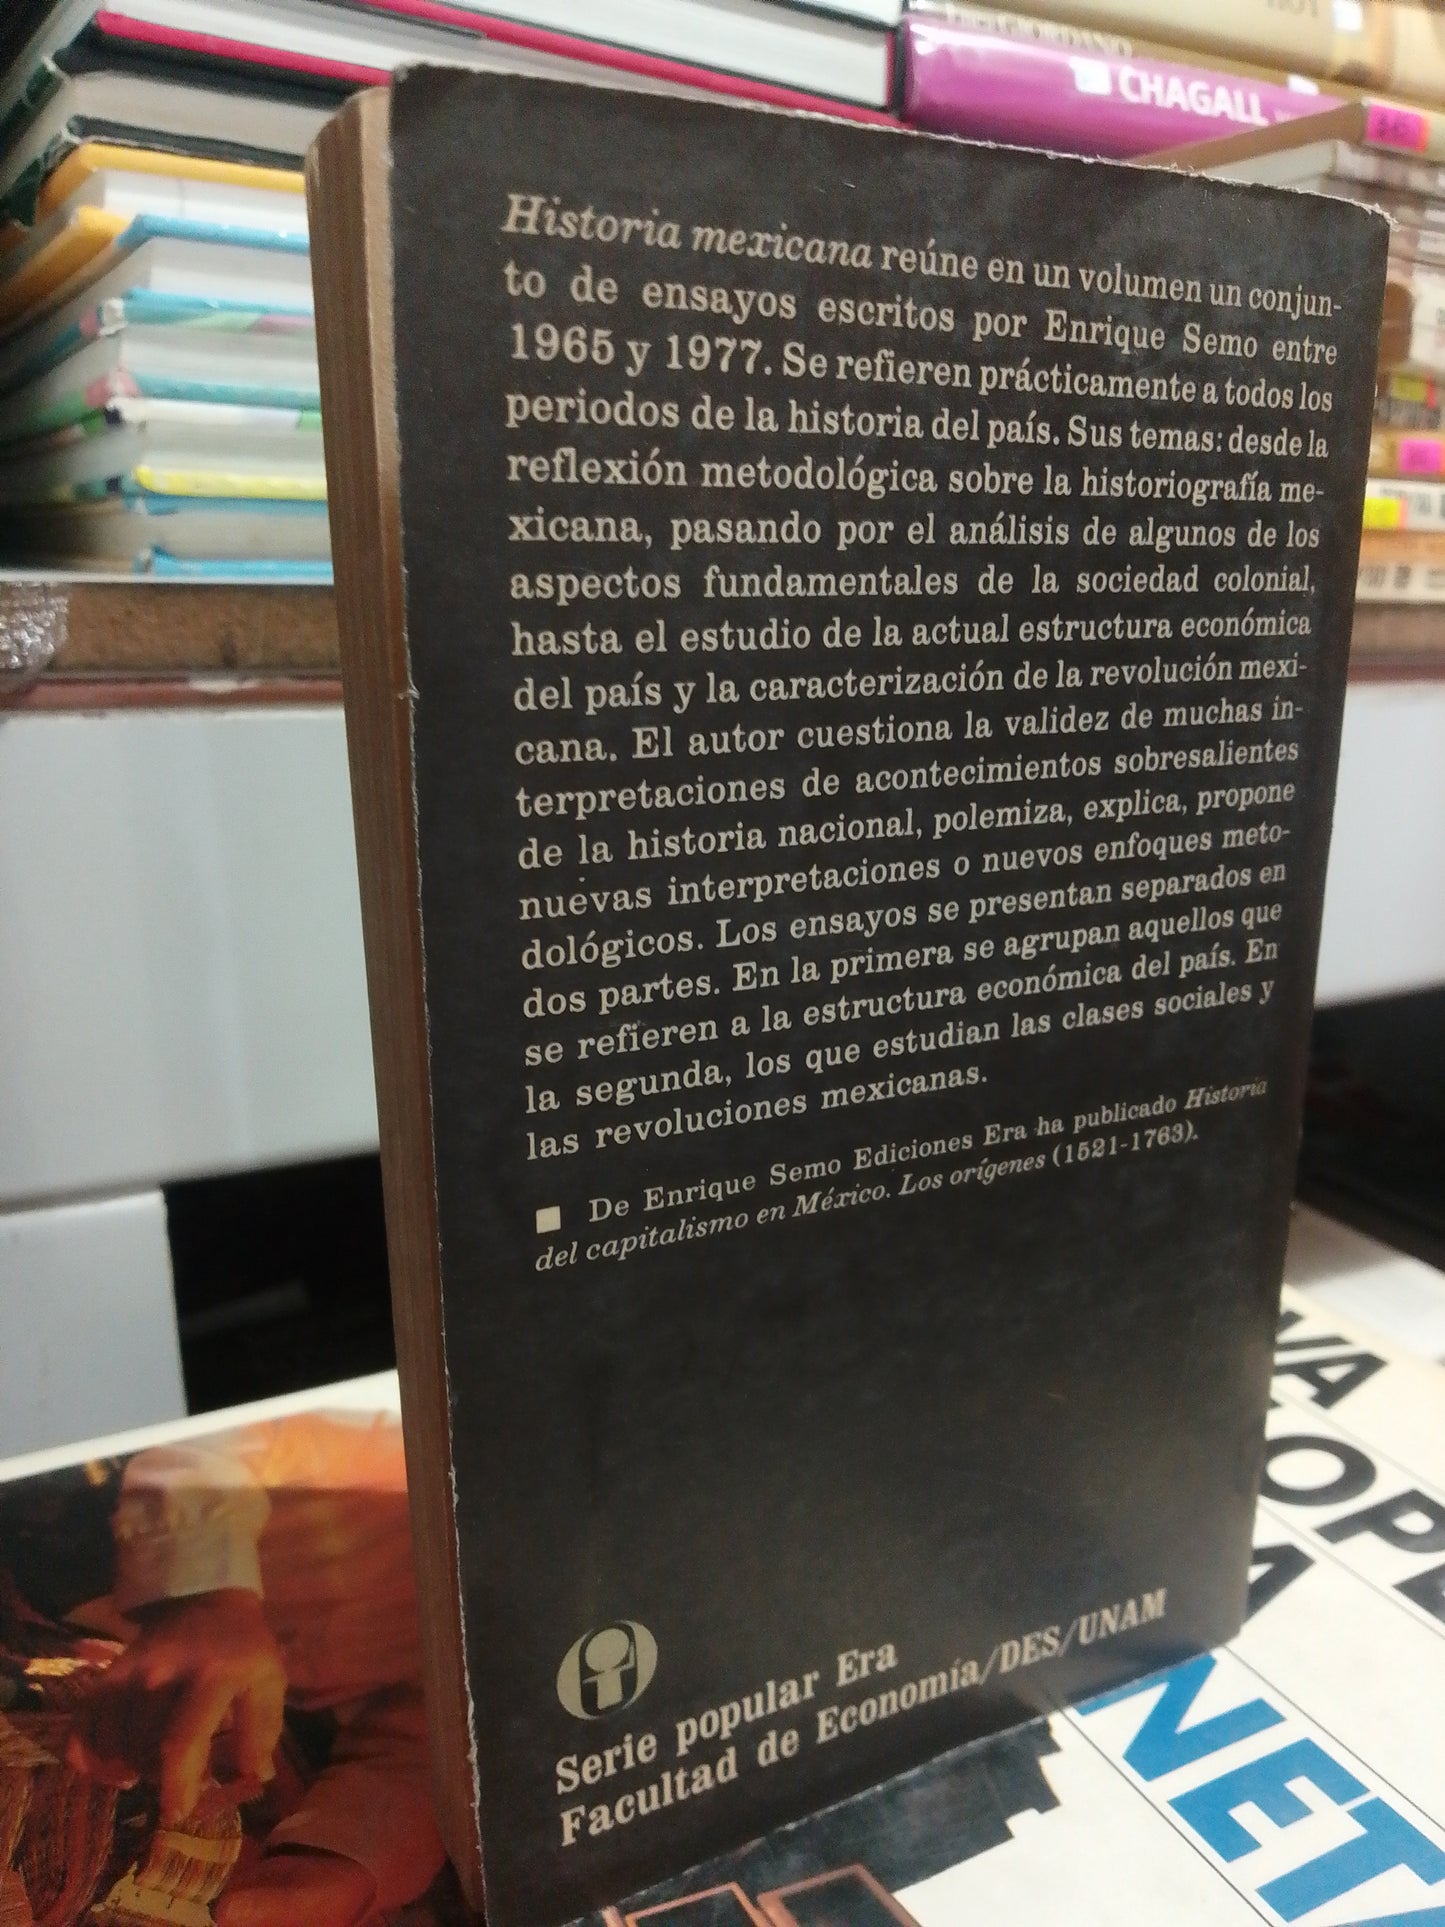 CHAGALL
Historia mexicana reúne en un volumen un conjun-
to de ensayos escritos por Enrique Semo entre
1965 y 1977. Se refieren prácticamente a todos los
periodos de la historia del país. Sus temas: desde la
reflexión metodológica sobre la historiografía me-
xicana, pasando por el análisis de algunos de los
aspectos fundamentales de la sociedad colonial,
hasta el estudio de la actual estructura económica
del país y la caracterización de la revolución mexi-
cana. El autor cuestiona la validez de muchas in-
terpretaciones de acontecimientos sobresalientes
de la historia nacional, polemiza, explica, propone
nuevas interpretaciones o nuevos enfoques meto-
dológicos. Los ensayos se presentan separados en
dos partes. En la primera se agrupan aquellos que
se refieren a la estructura económica del país. En
la segunda, los que estudian las clases sociales y
las revoluciones mexicanas.
■ De Enrique Semo Ediciones Era ha publicado Historia
del capitalismo en México. Los orígenes (1521-1763).
Serie popular Era
Facultad de Economía/DES/UNAM